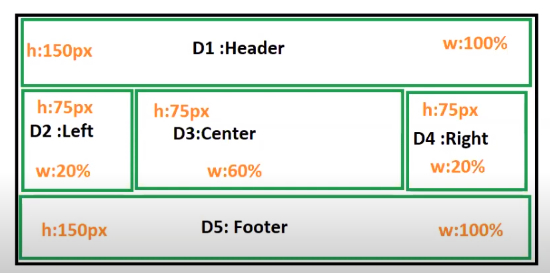 h:150px D1 :Header w:100%
h:75px
D2 :Left
w:20%
h:75px
D3:Center
w:60%
h:75px
D4 :Right
w:20%
h:150px D5: Footer w:100%